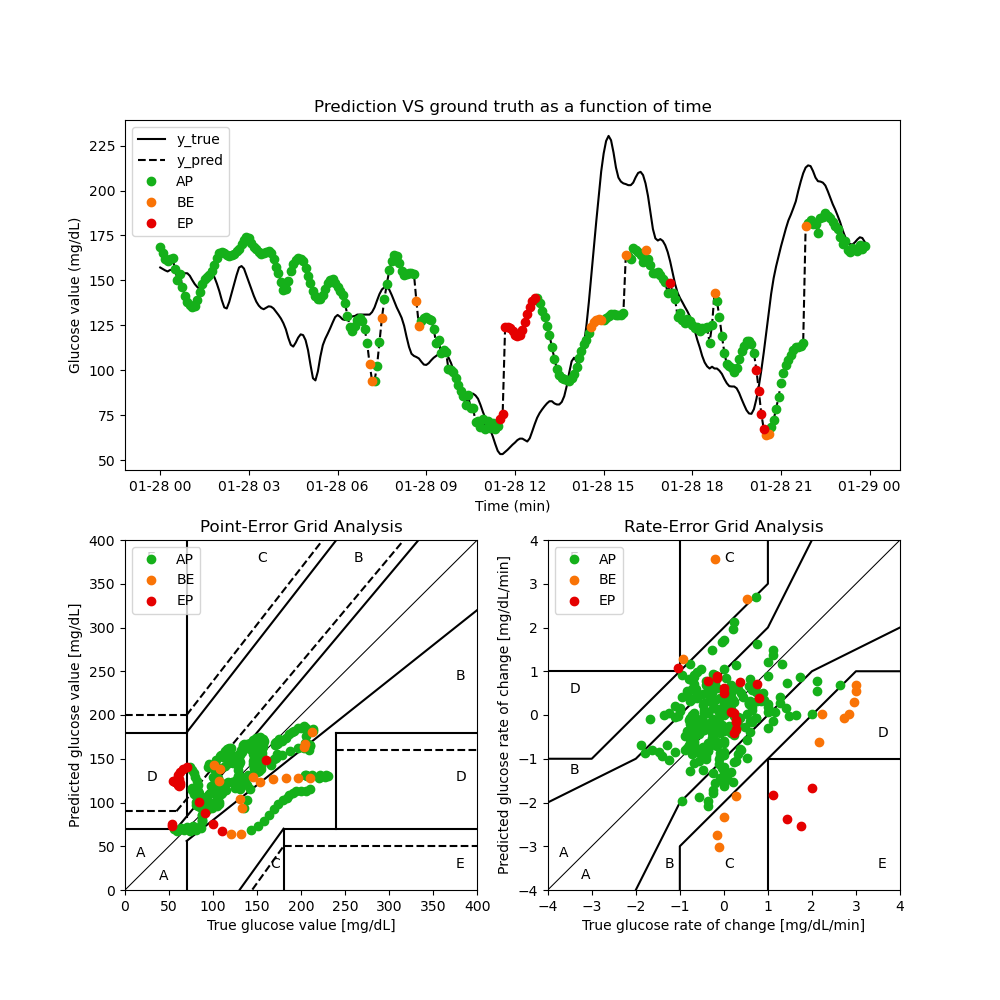 Prediction VS ground truth as a function of time
Glucose value (mg/dL)
225
200
175
150
125
100
75
50
y_true
y_pred
AP
BE
EP
01-28 00 01-28 03 01-28 06 01-28 09 01-28 12 01-28 15 01-28 18 01-28 21 01-29 00
Time (min)
Point-Error Grid Analysis
Predicted glucose value [mg/dL]
400
350
300
250
200
150
100
50
0
AP
BE
EP
C
B
B
D
D
A
A
C
E
0 50 100 150 200 250 300 350 400
True glucose value [mg/dL]
Rate-Error Grid Analysis
Predicted glucose rate of change [mg/dL/min]
4
3
2
1
0
−1
−2
−3
−4
AP
BE
EP
C
D
D
B
A
A
B
C
E
−4 −3 −2 −1 0 1 2 3 4
True glucose rate of change [mg/dL/min]